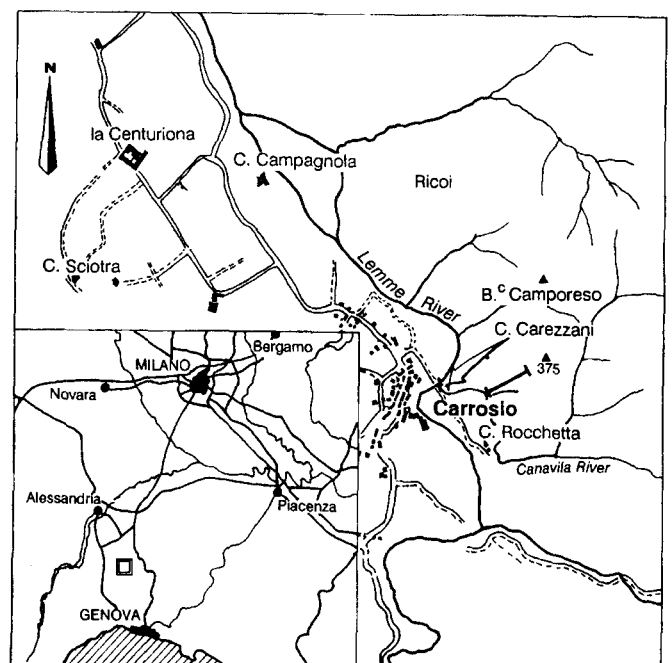 N
la Centuriona
C. Campagnola
Ricoi
C. Sciotra
Lemme River
B.c Camporeso
C. Carezzani
375
Carrosio
C. Rocchetta
Canavila River
MILANO
Bergamo
Novara
Alessandria
Piacenza
GENOVA